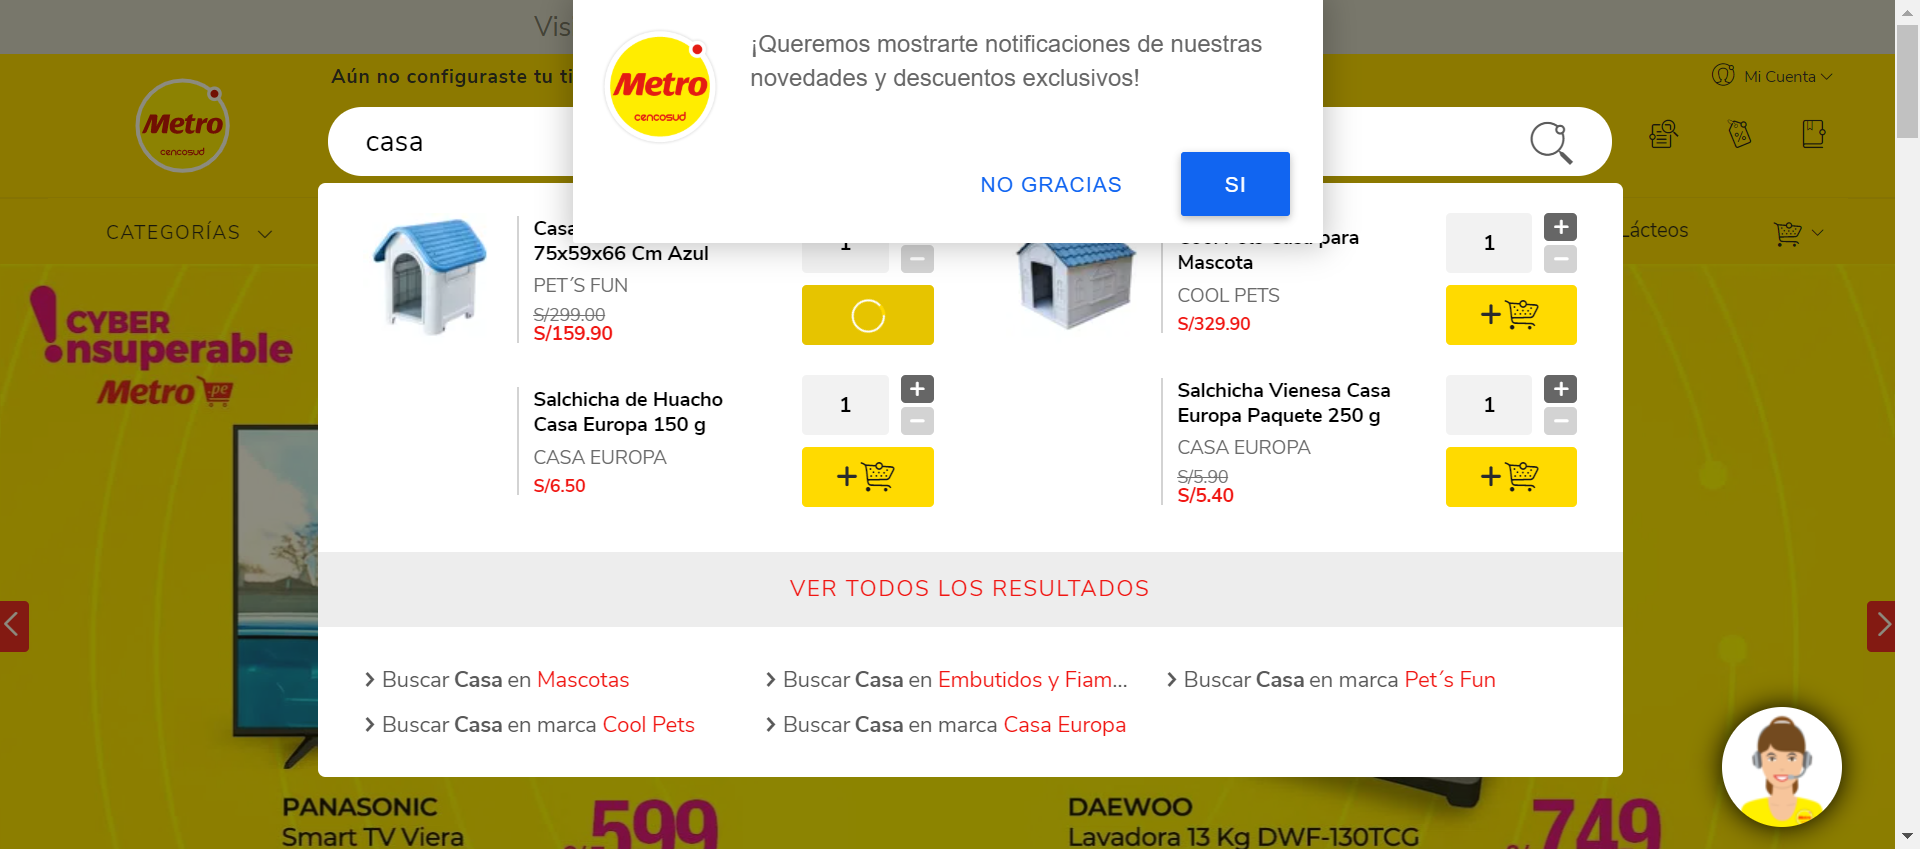 Vis
¡Queremos mostrarte notificaciones de nuestras
novedades y descuentos exclusivos!
Metro
cencosud
NO GRACIAS
SI
Metro
cencosud
Aún no configuraste tu ti
Mi Cuenta
casa
CATEGORÍAS
Lácteos
Casa
75x59x66 Cm Azul
PET´S FUN
S/299.00
S/159.90
1
Cool Pets Casa para
Mascota
COOL PETS
S/329.90
1
Salchicha de Huacho
Casa Europa 150 g
CASA EUROPA
S/6.50
1
Salchicha Vienesa Casa
Europa Paquete 250 g
CASA EUROPA
S/5.90
S/5.40
1
VER TODOS LOS RESULTADOS
Buscar Casa en Mascotas
Buscar Casa en Embutidos y Fiam...
Buscar Casa en marca Pet´s Fun
Buscar Casa en marca Cool Pets
Buscar Casa en marca Casa Europa
CYBER
nsuperable
Metro.pe
PANASONIC
Smart TV Viera
599
DAEWOO
Lavadora 13 Kg DWF-130TCG
749